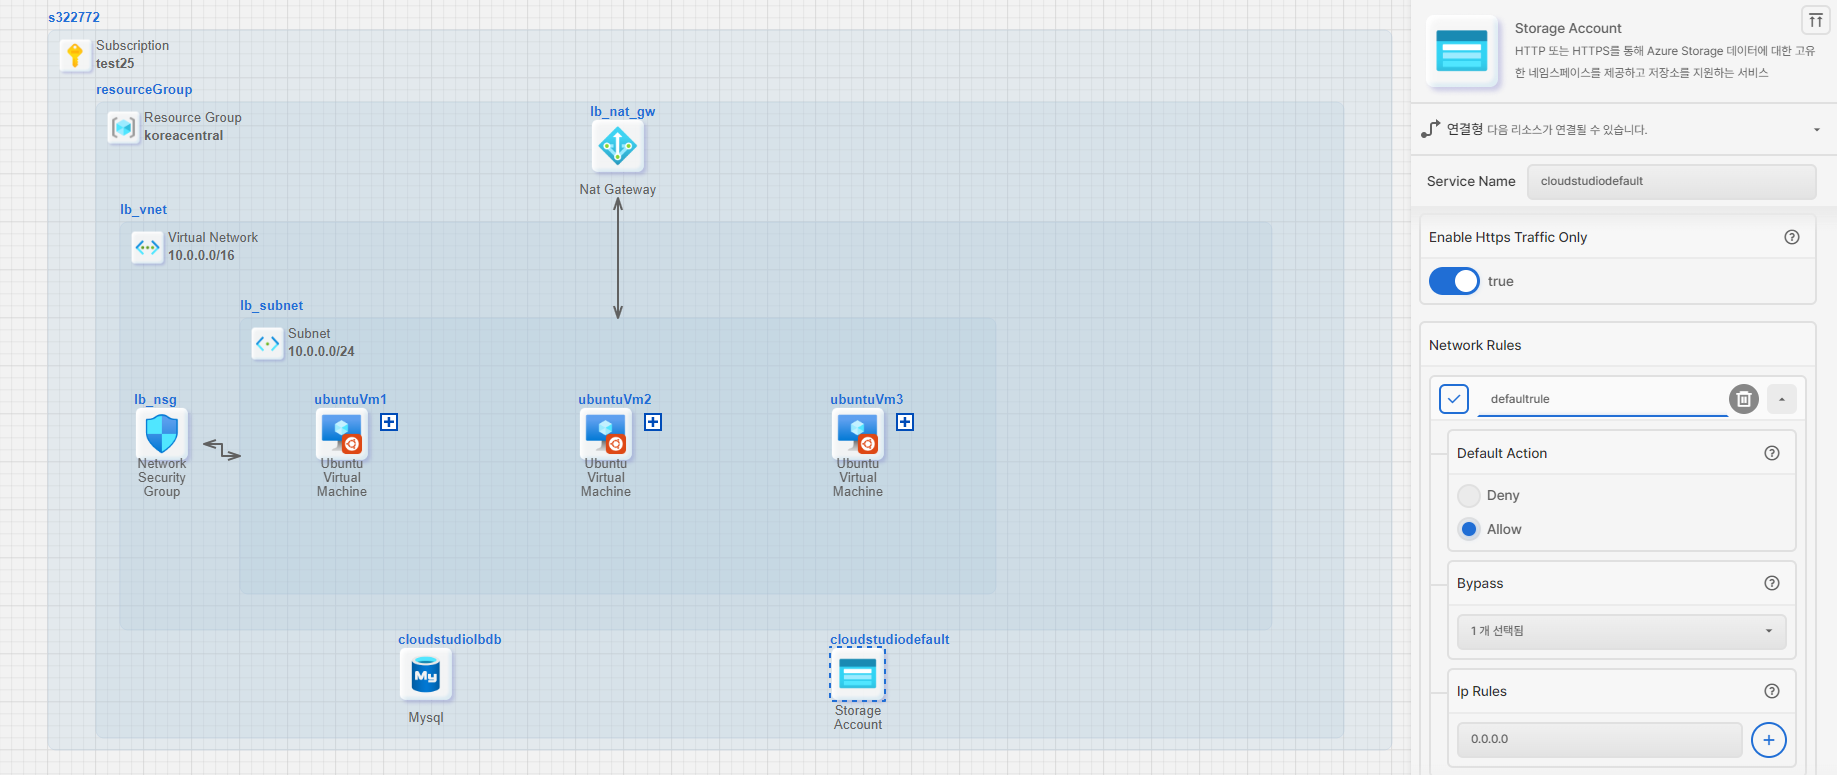 s322772
Subscription
test25
resourceGroup
Resource Group
koreacentral
lb_nat_gw
Nat Gateway
lb_vnet
Virtual Network
10.0.0.0/16
lb_subnet
Subnet
10.0.0.0/24
lb_nsg
Network
Security
Group
ubuntuVm1
Ubuntu
Virtual
Machine
ubuntuVm2
Ubuntu
Virtual
Machine
ubuntuVm3
Ubuntu
Virtual
Machine
cloudstudiolbdb
My
Mysql
cloudstudiodefault
Storage
Account
Storage Account
HTTP 또는 HTTPS를 통해 Azure Storage 데이터에 대한 고유
한 네임스페이스를 제공하고 저장소를 지원하는 서비스
연결형 다음 리소스가 연결될 수 있습니다.
Service Name cloudstudiodefault
Enable Https Traffic Only
true
Network Rules
defaultrule
Default Action
Deny
Allow
Bypass
1 개 선택됨
Ip Rules
0.0.0.0